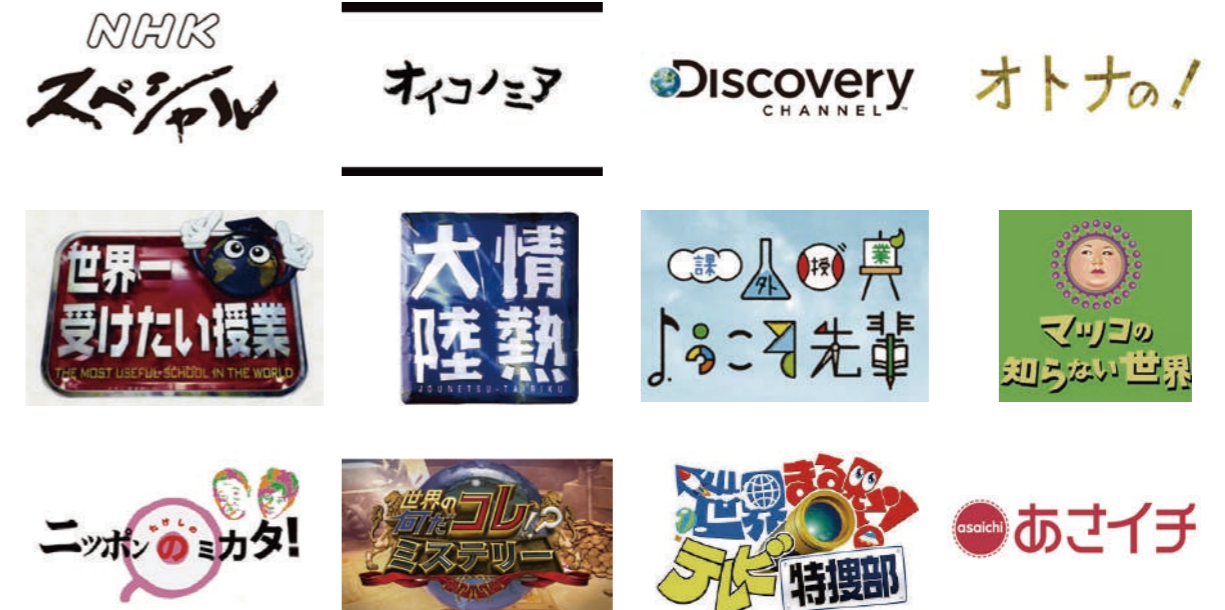 NHK
スペシャル
オイコノミア
Discovery
CHANNEL
オトナの!
世界一
受けたい授業
THE MOST USEFUL SCHOOL IN THE WORLD
情熱
大陸
JOUNETSU-TAIRIKU
課外授業
ようこそ先輩
マツコの
知らない世界
たけしの
ニッポンのミカタ!
世界の
何だコレ!?
ミステリー
世界まる見え!
テレビ特捜部
asaichi
あさイチ